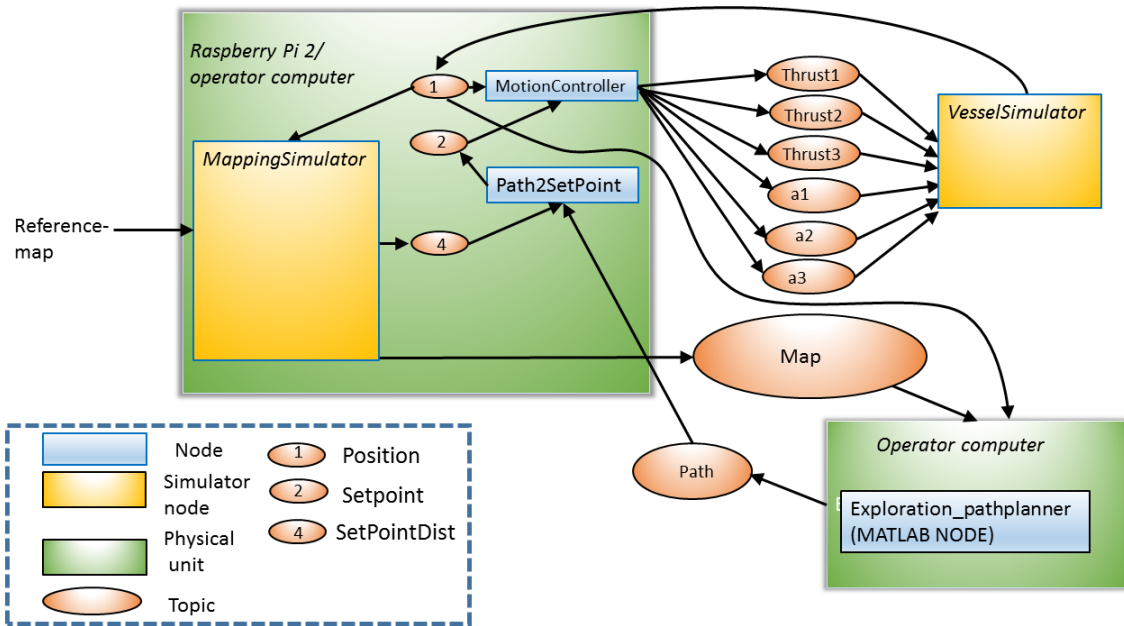 Raspberry Pi 2/
operator computer
1
MotionController
2
Path2SetPoint
MappingSimulator
4
Reference-
map
Thrust1
Thrust2
Thrust3
a1
a2
a3
VesselSimulator
Map
Path
Operator computer
E
Exploration_pathplanner
(MATLAB NODE)
Node
Simulator
node
Physical
unit
Topic
1 Position
2 Setpoint
4 SetPointDist